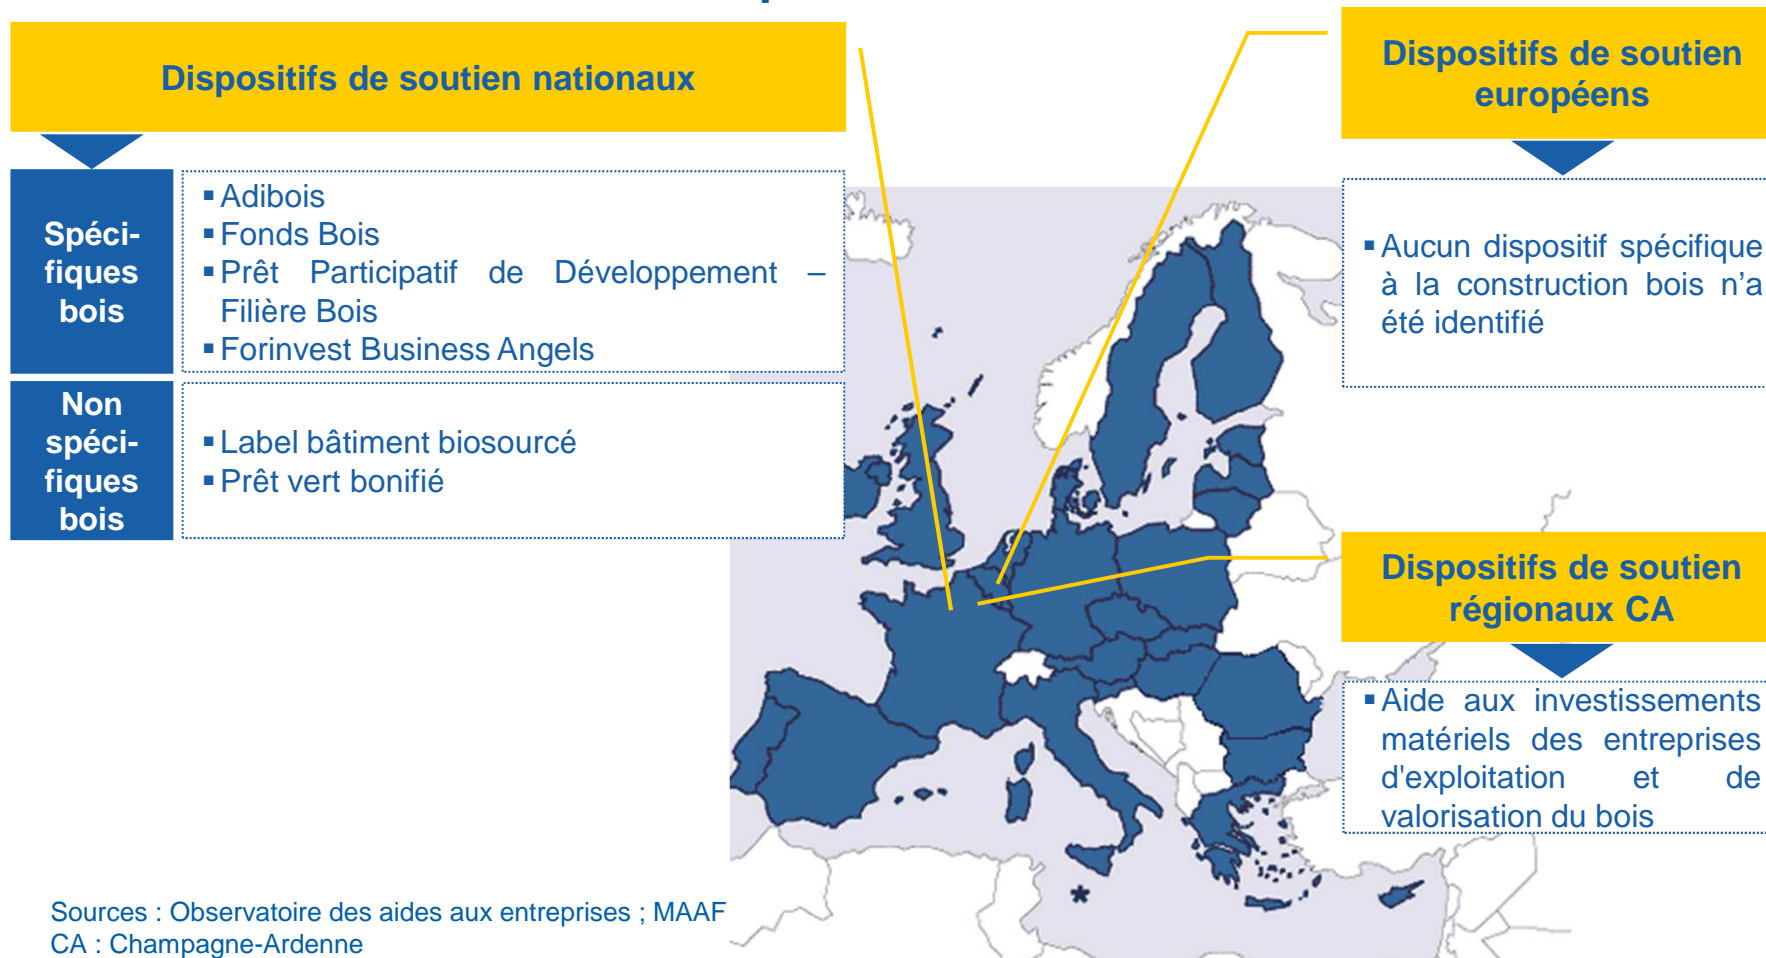 Dispositifs de soutien nationaux
Spéci-
fiques
bois
▪ Adibois
▪ Fonds Bois
▪ Prêt Participatif de Développement –
Filière Bois
▪ Forinvest Business Angels
Non
spéci-
fiques
bois
▪ Label bâtiment biosourcé
▪ Prêt vert bonifié
Dispositifs de soutien
européens
▪ Aucun dispositif spécifique
à la construction bois n’a
été identifié
Dispositifs de soutien
régionaux CA
▪ Aide aux investissements
matériels des entreprises
d'exploitation et de
valorisation du bois
*
Sources : Observatoire des aides aux entreprises ; MAAF
CA : Champagne-Ardenne